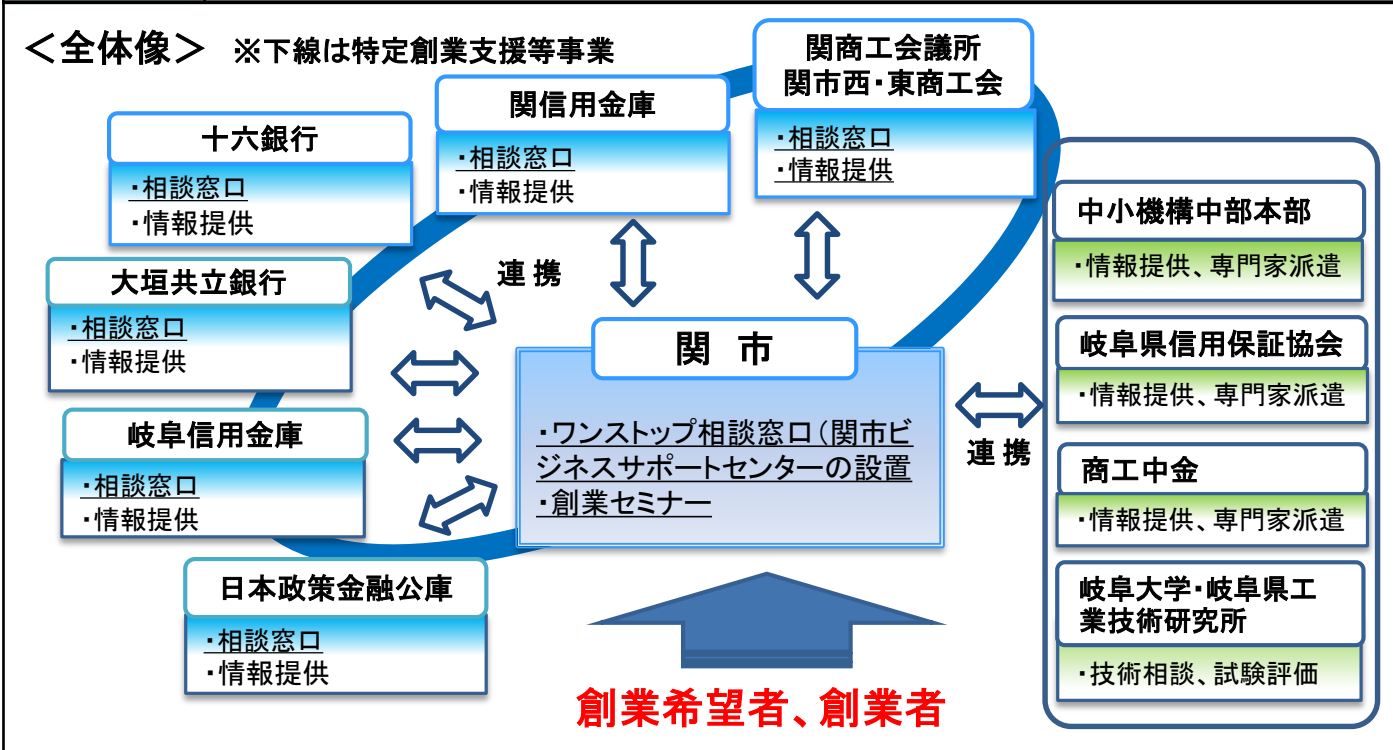 ＜全体像＞ ※下線は特定創業支援等事業
関商工会議所
関市西・東商工会
・相談窓口
・情報提供
関信用金庫
・相談窓口
・情報提供
十六銀行
・相談窓口
・情報提供
大垣共立銀行
・相談窓口
・情報提供
岐阜信用金庫
・相談窓口
・情報提供
日本政策金融公庫
・相談窓口
・情報提供
連携
関 市
・ワンストップ相談窓口（関市ビ
ジネスサポートセンターの設置
・創業セミナー
連携
中小機構中部本部
・情報提供、専門家派遣
岐阜県信用保証協会
・情報提供、専門家派遣
商工中金
・情報提供、専門家派遣
岐阜大学・岐阜県工
業技術研究所
・技術相談、試験評価
創業希望者、創業者